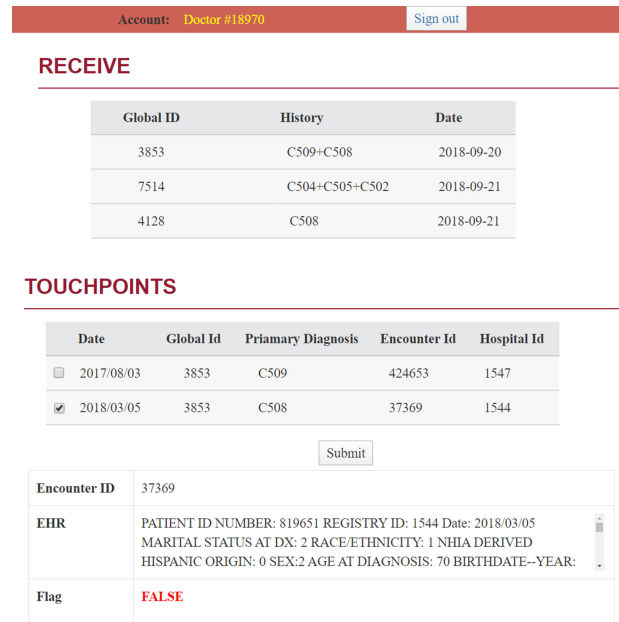 Account: Doctor #18970 Sign out
RECEIVE
Global ID History Date
3853 C509+C508 2018-09-20
7514 C504+C505+C502 2018-09-21
4128 C508 2018-09-21
TOUCHPOINTS
Date Global Id Priamary Diagnosis Encounter Id Hospital Id
2017/08/03 3853 C509 424653 1547
2018/03/05 3853 C508 37369 1544
Submit
Encounter ID 37369
EHR PATIENT ID NUMBER: 819651 REGISTRY ID: 1544 Date: 2018/03/05
MARITAL STATUS AT DX: 2 RACE/ETHNICITY: 1 NHIA DERIVED
HISPANIC ORIGIN: 0 SEX:2 AGE AT DIAGNOSIS: 70 BIRTHDATE--YEAR:
Flag FALSE